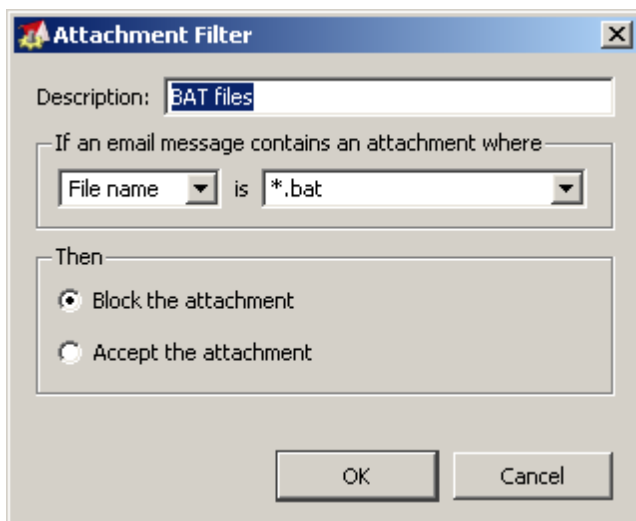 Attachment Filter
Description: BAT files
If an email message contains an attachment where
File name is *.bat
Then
Block the attachment
Accept the attachment
OK Cancel